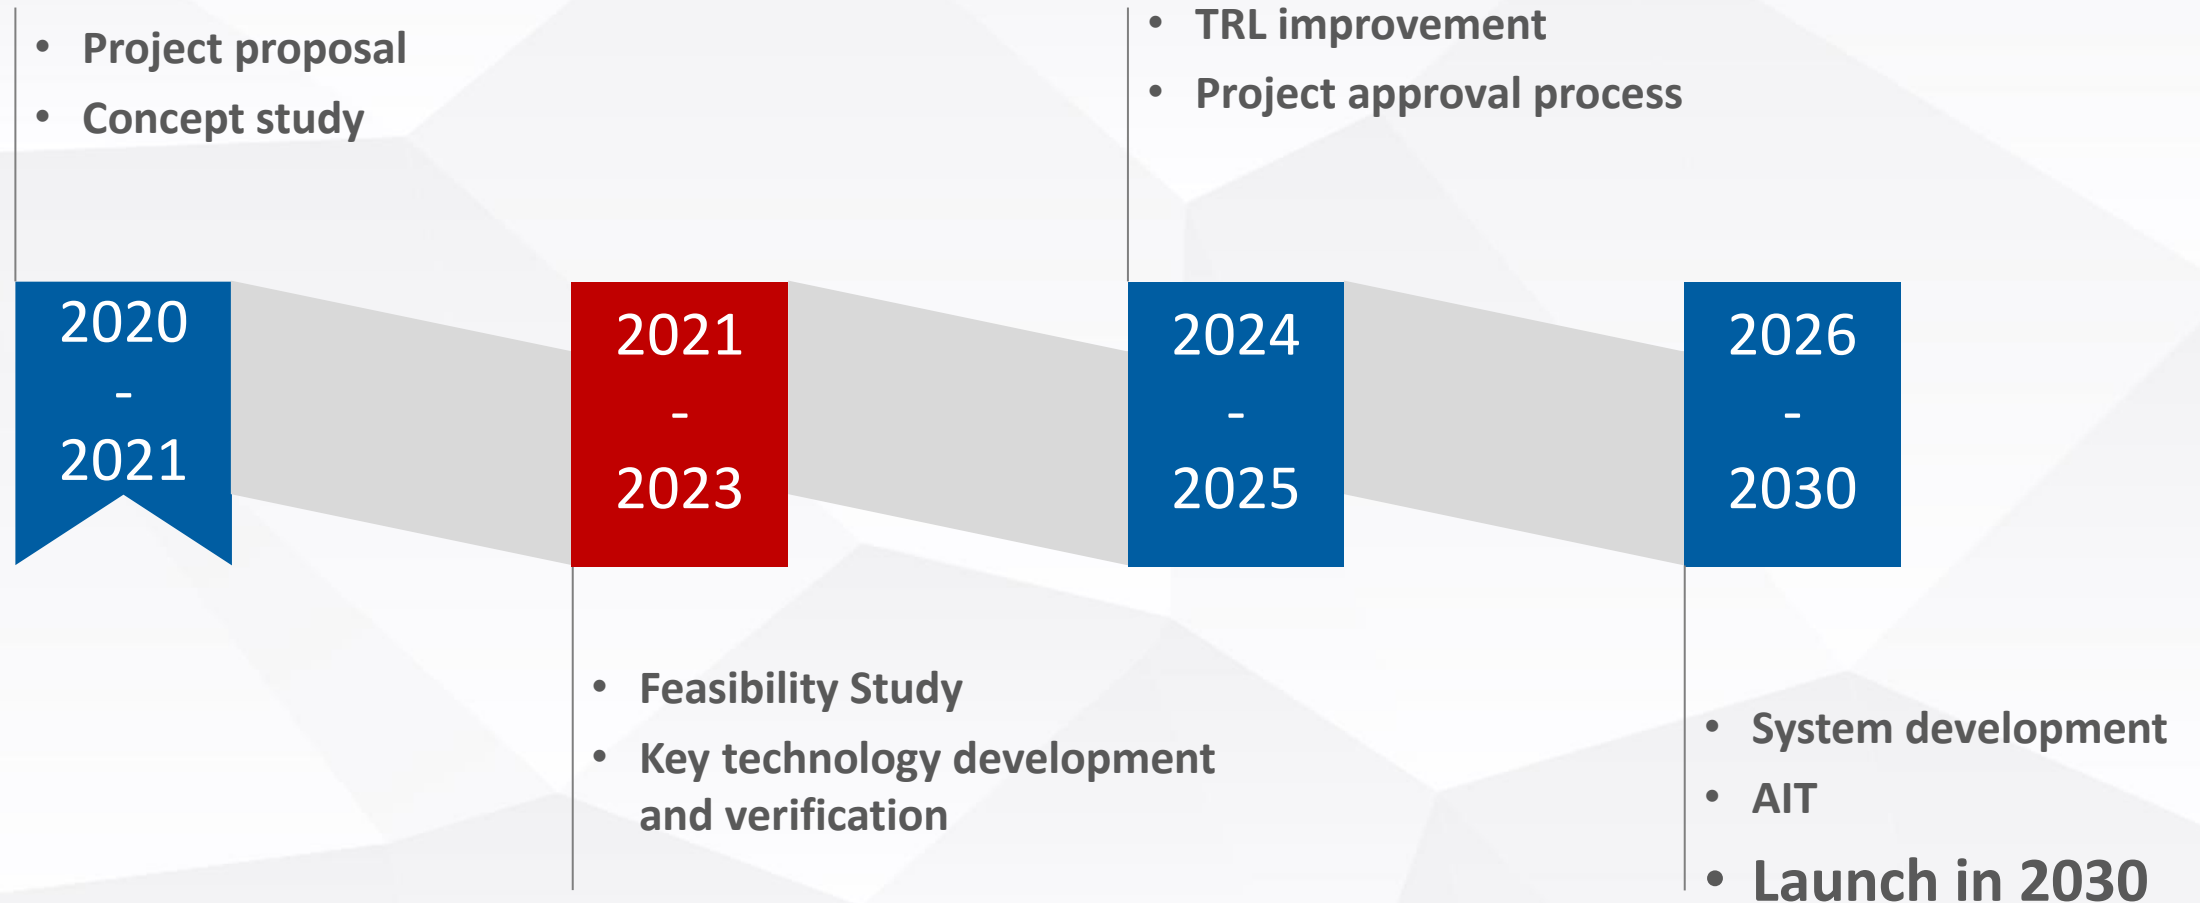 • Project proposal
• Concept study
• TRL improvement
• Project approval process
2020
-
2021
2021
-
2023
2024
-
2025
2026
-
2030
• Feasibility Study
• Key technology development
and verification
• System development
• AIT
• Launch in 2030